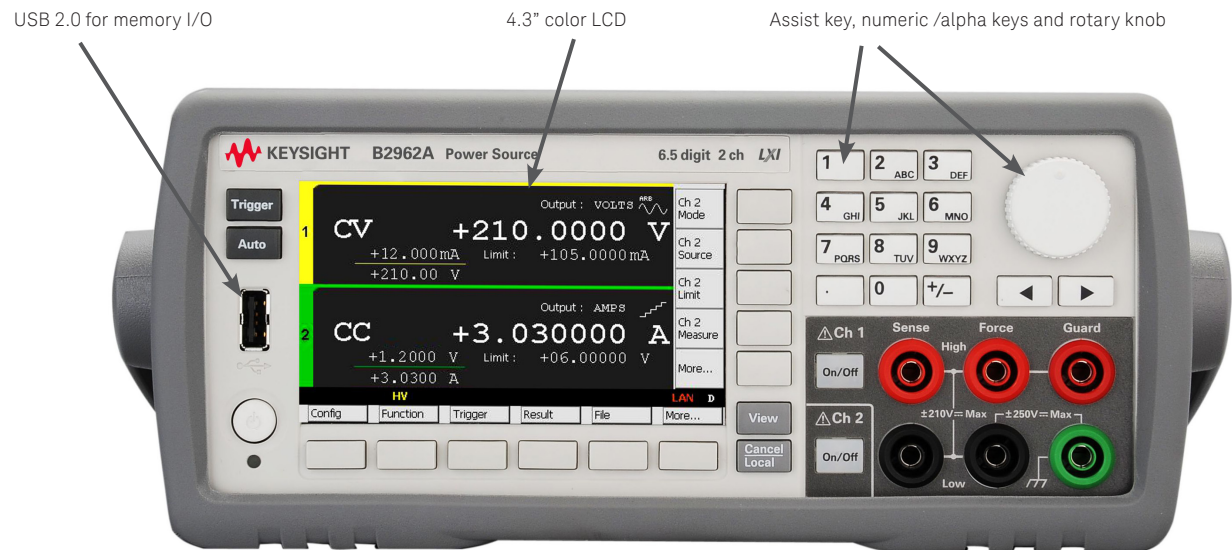 USB 2.0 for memory I/O
4.3” color LCD
Assist key, numeric /alpha keys and rotary knob
KEYSIGHT B2962A Power Source 6.5 digit 2 ch LXI
Trigger
Auto
1
Output: VOLTS ARB
CV +210.0000 V
+12.000mA Limit: +105.0000mA
+210.00 V
2
Output: AMPS
CC +3.030000 A
+1.2000 V Limit: +06.00000 V
+3.0300 A
HV LAN D
Ch 2 Mode
Ch 2 Source
Ch 2 Limit
Ch 2 Measure
More...
Config Function Trigger Result File More...
View
Cancel
Local
1 2 ABC 3 DEF
4 GHI 5 JKL 6 MNO
7 PQRS 8 TUV 9 WXYZ
. 0 +/–
⚠Ch 1
On/Off
Sense Force Guard
High
±210V⎓Max ±250V⎓Max
⚠Ch 2
On/Off
Low